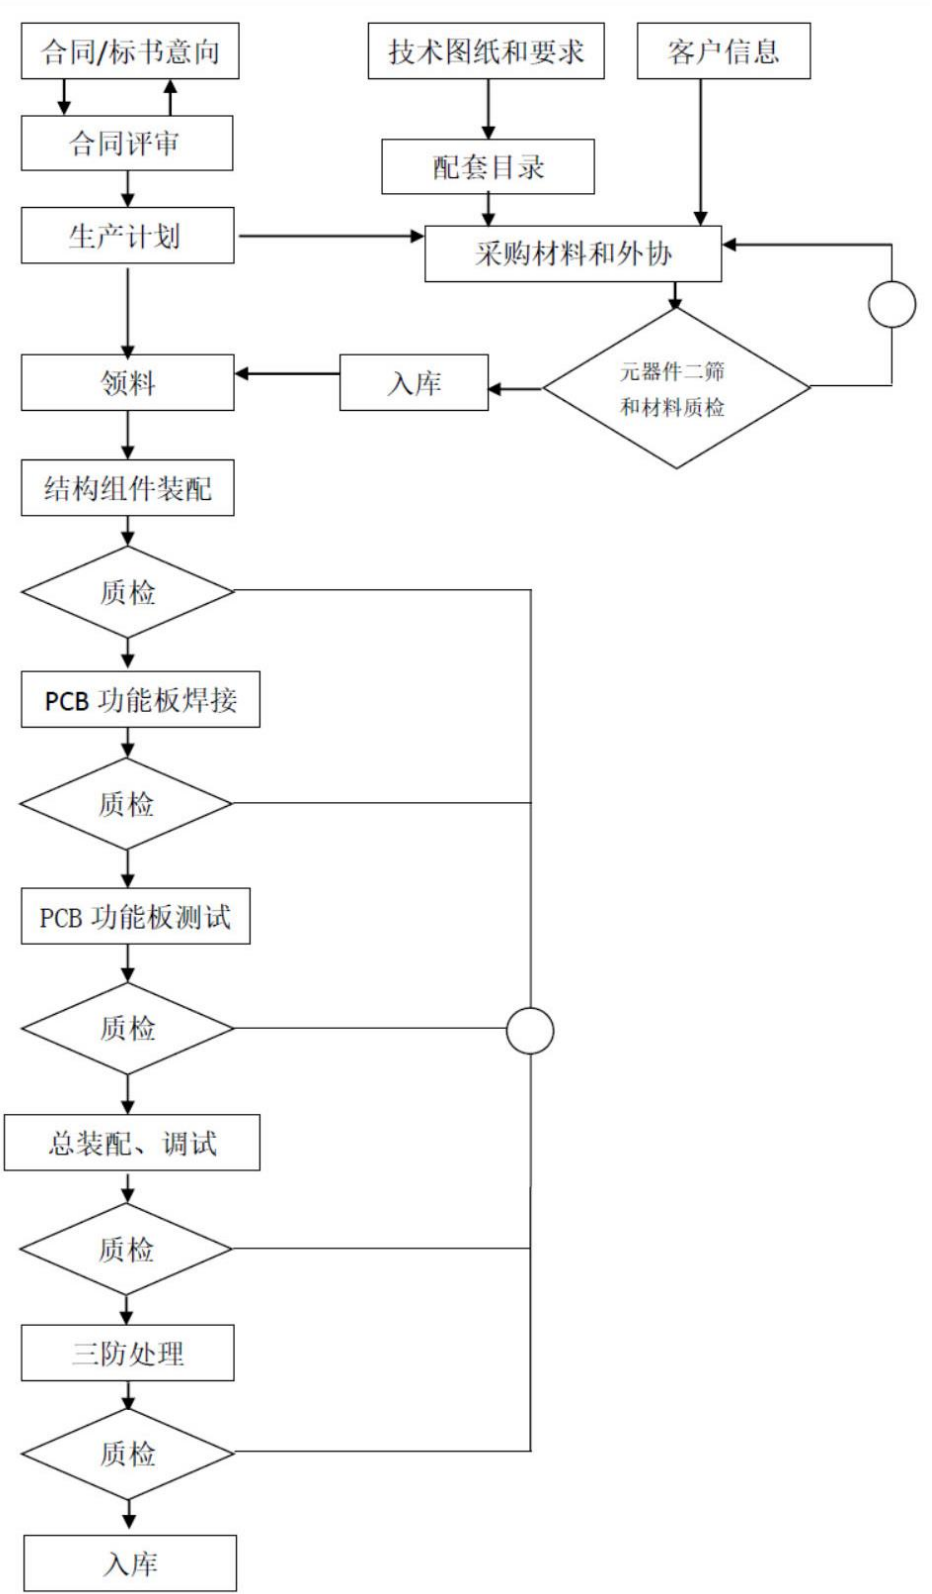 合同/标书意向
技术图纸和要求
客户信息
合同评审
配套目录
生产计划
采购材料和外协
元器件二筛
和材料质检
入库
领料
结构组件装配
质检
PCB 功能板焊接
质检
PCB 功能板测试
质检
总装配、调试
质检
三防处理
质检
入库